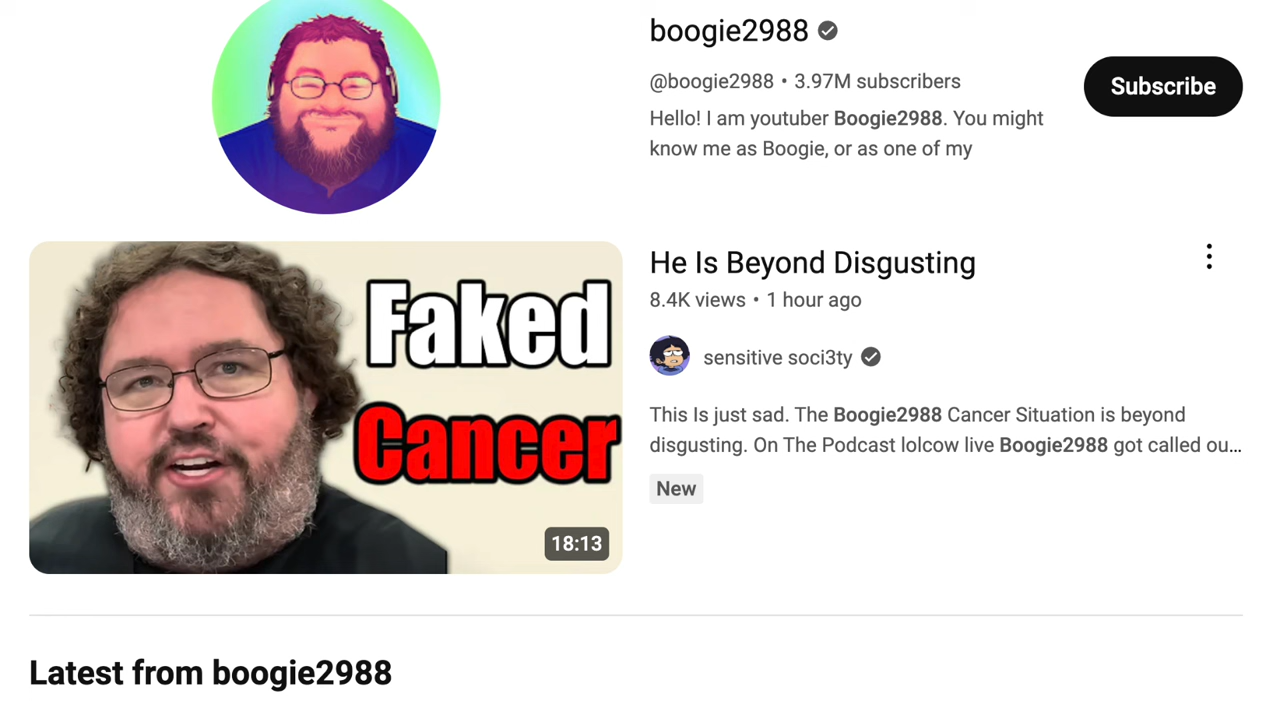 boogie2988
@boogie2988 • 3.97M subscribers
Subscribe
Hello! I am youtuber Boogie2988. You might
know me as Boogie, or as one of my
Faked
Cancer
18:13
He Is Beyond Disgusting
8.4K views • 1 hour ago
sensitive soci3ty
This Is just sad. The Boogie2988 Cancer Situation is beyond
disgusting. On The Podcast lolcow live Boogie2988 got called ou...
New
Latest from boogie2988